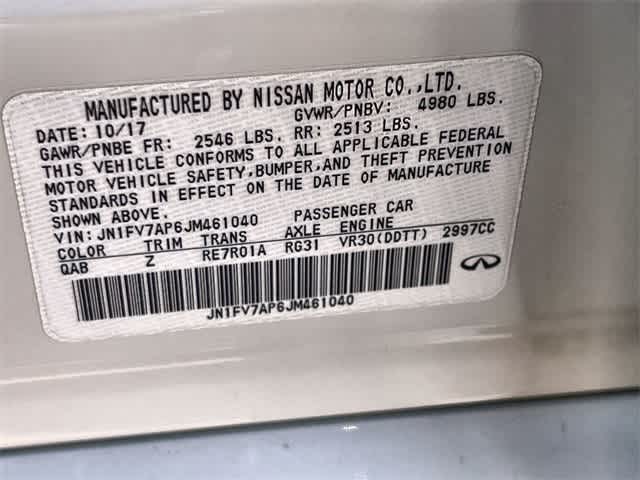 MANUFACTURED BY NISSAN MOTOR CO.,LTD.
DATE: 10/17 GVWR/PNBV: 4980 LBS.
GAWR/PNBE FR: 2546 LBS. RR: 2513 LBS.
THIS VEHICLE CONFORMS TO ALL APPLICABLE FEDERAL
MOTOR VEHICLE SAFETY,BUMPER,AND THEFT PREVENTION
STANDARDS IN EFFECT ON THE DATE OF MANUFACTURE
SHOWN ABOVE.
VIN: JN1FV7AP6JM461040 PASSENGER CAR
COLOR TRIM TRANS AXLE ENGINE
QAB Z RE7R01A RG31 VR30(DDTT) 2997CC
JN1FV7AP6JM461040